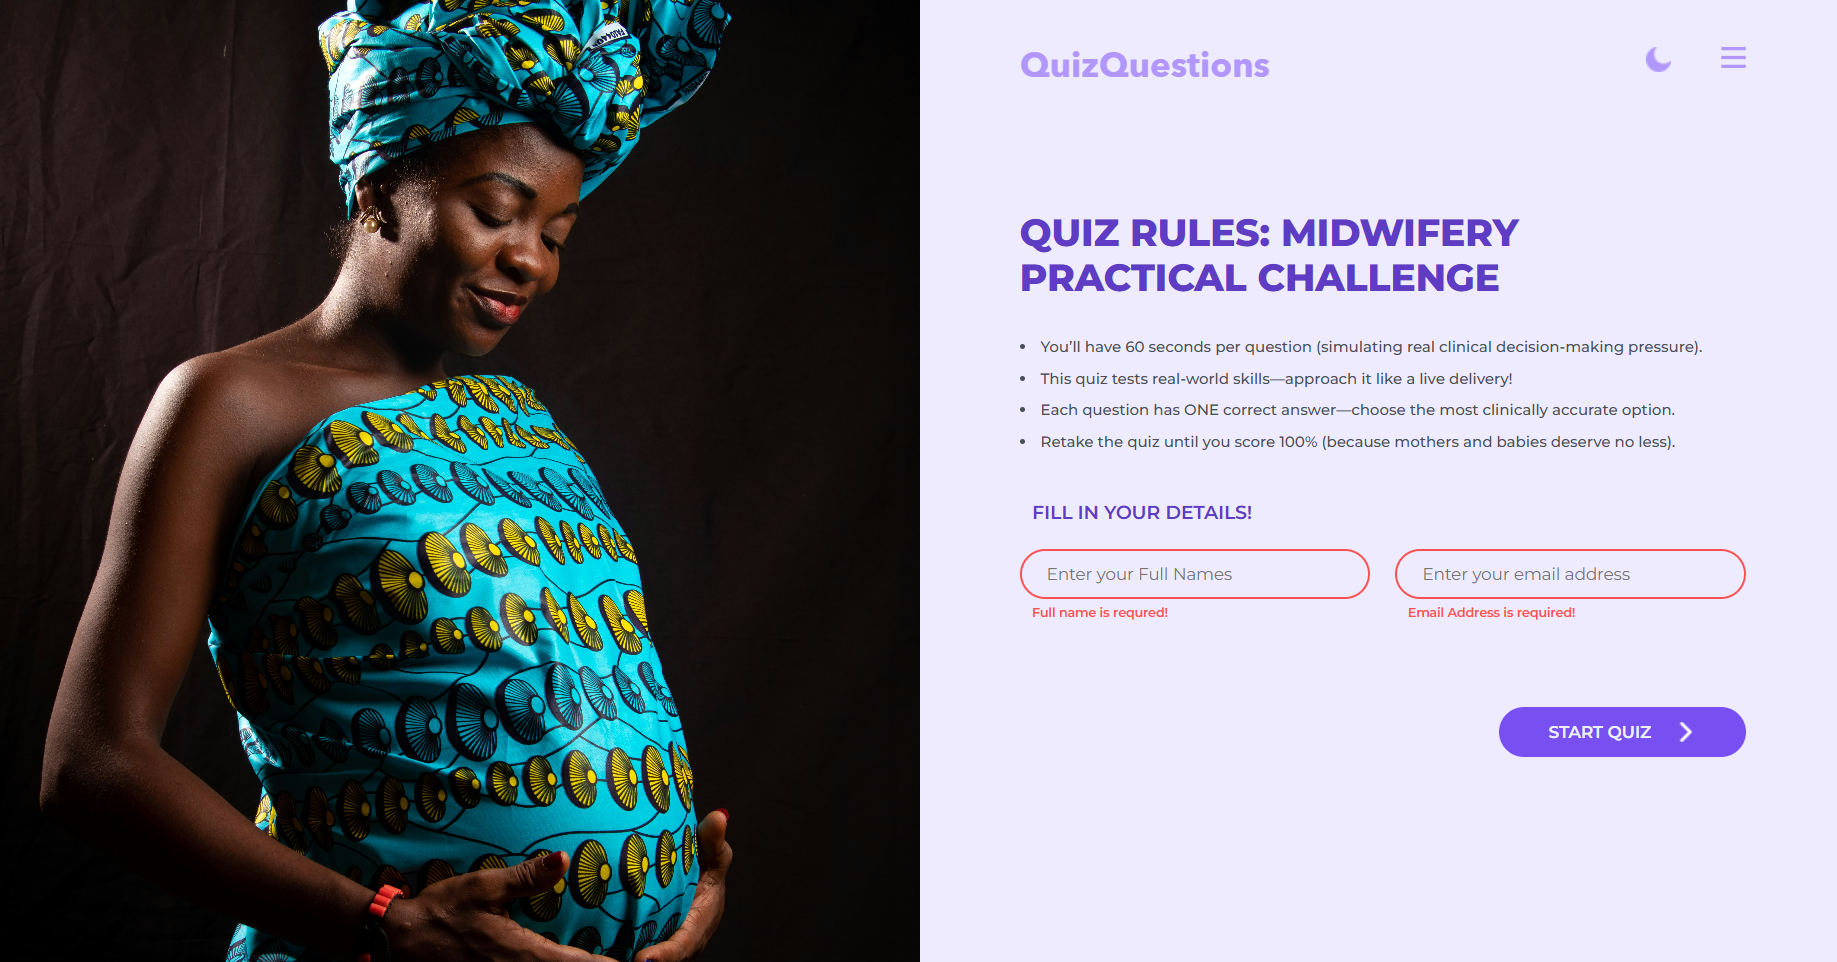 QuizQuestions
QUIZ RULES: MIDWIFERY
PRACTICAL CHALLENGE
You’ll have 60 seconds per question (simulating real clinical decision-making pressure).
This quiz tests real-world skills—approach it like a live delivery!
Each question has ONE correct answer—choose the most clinically accurate option.
Retake the quiz until you score 100% (because mothers and babies deserve no less).
FILL IN YOUR DETAILS!
Enter your Full Names
Enter your email address
Full name is requred!
Email Address is required!
START QUIZ